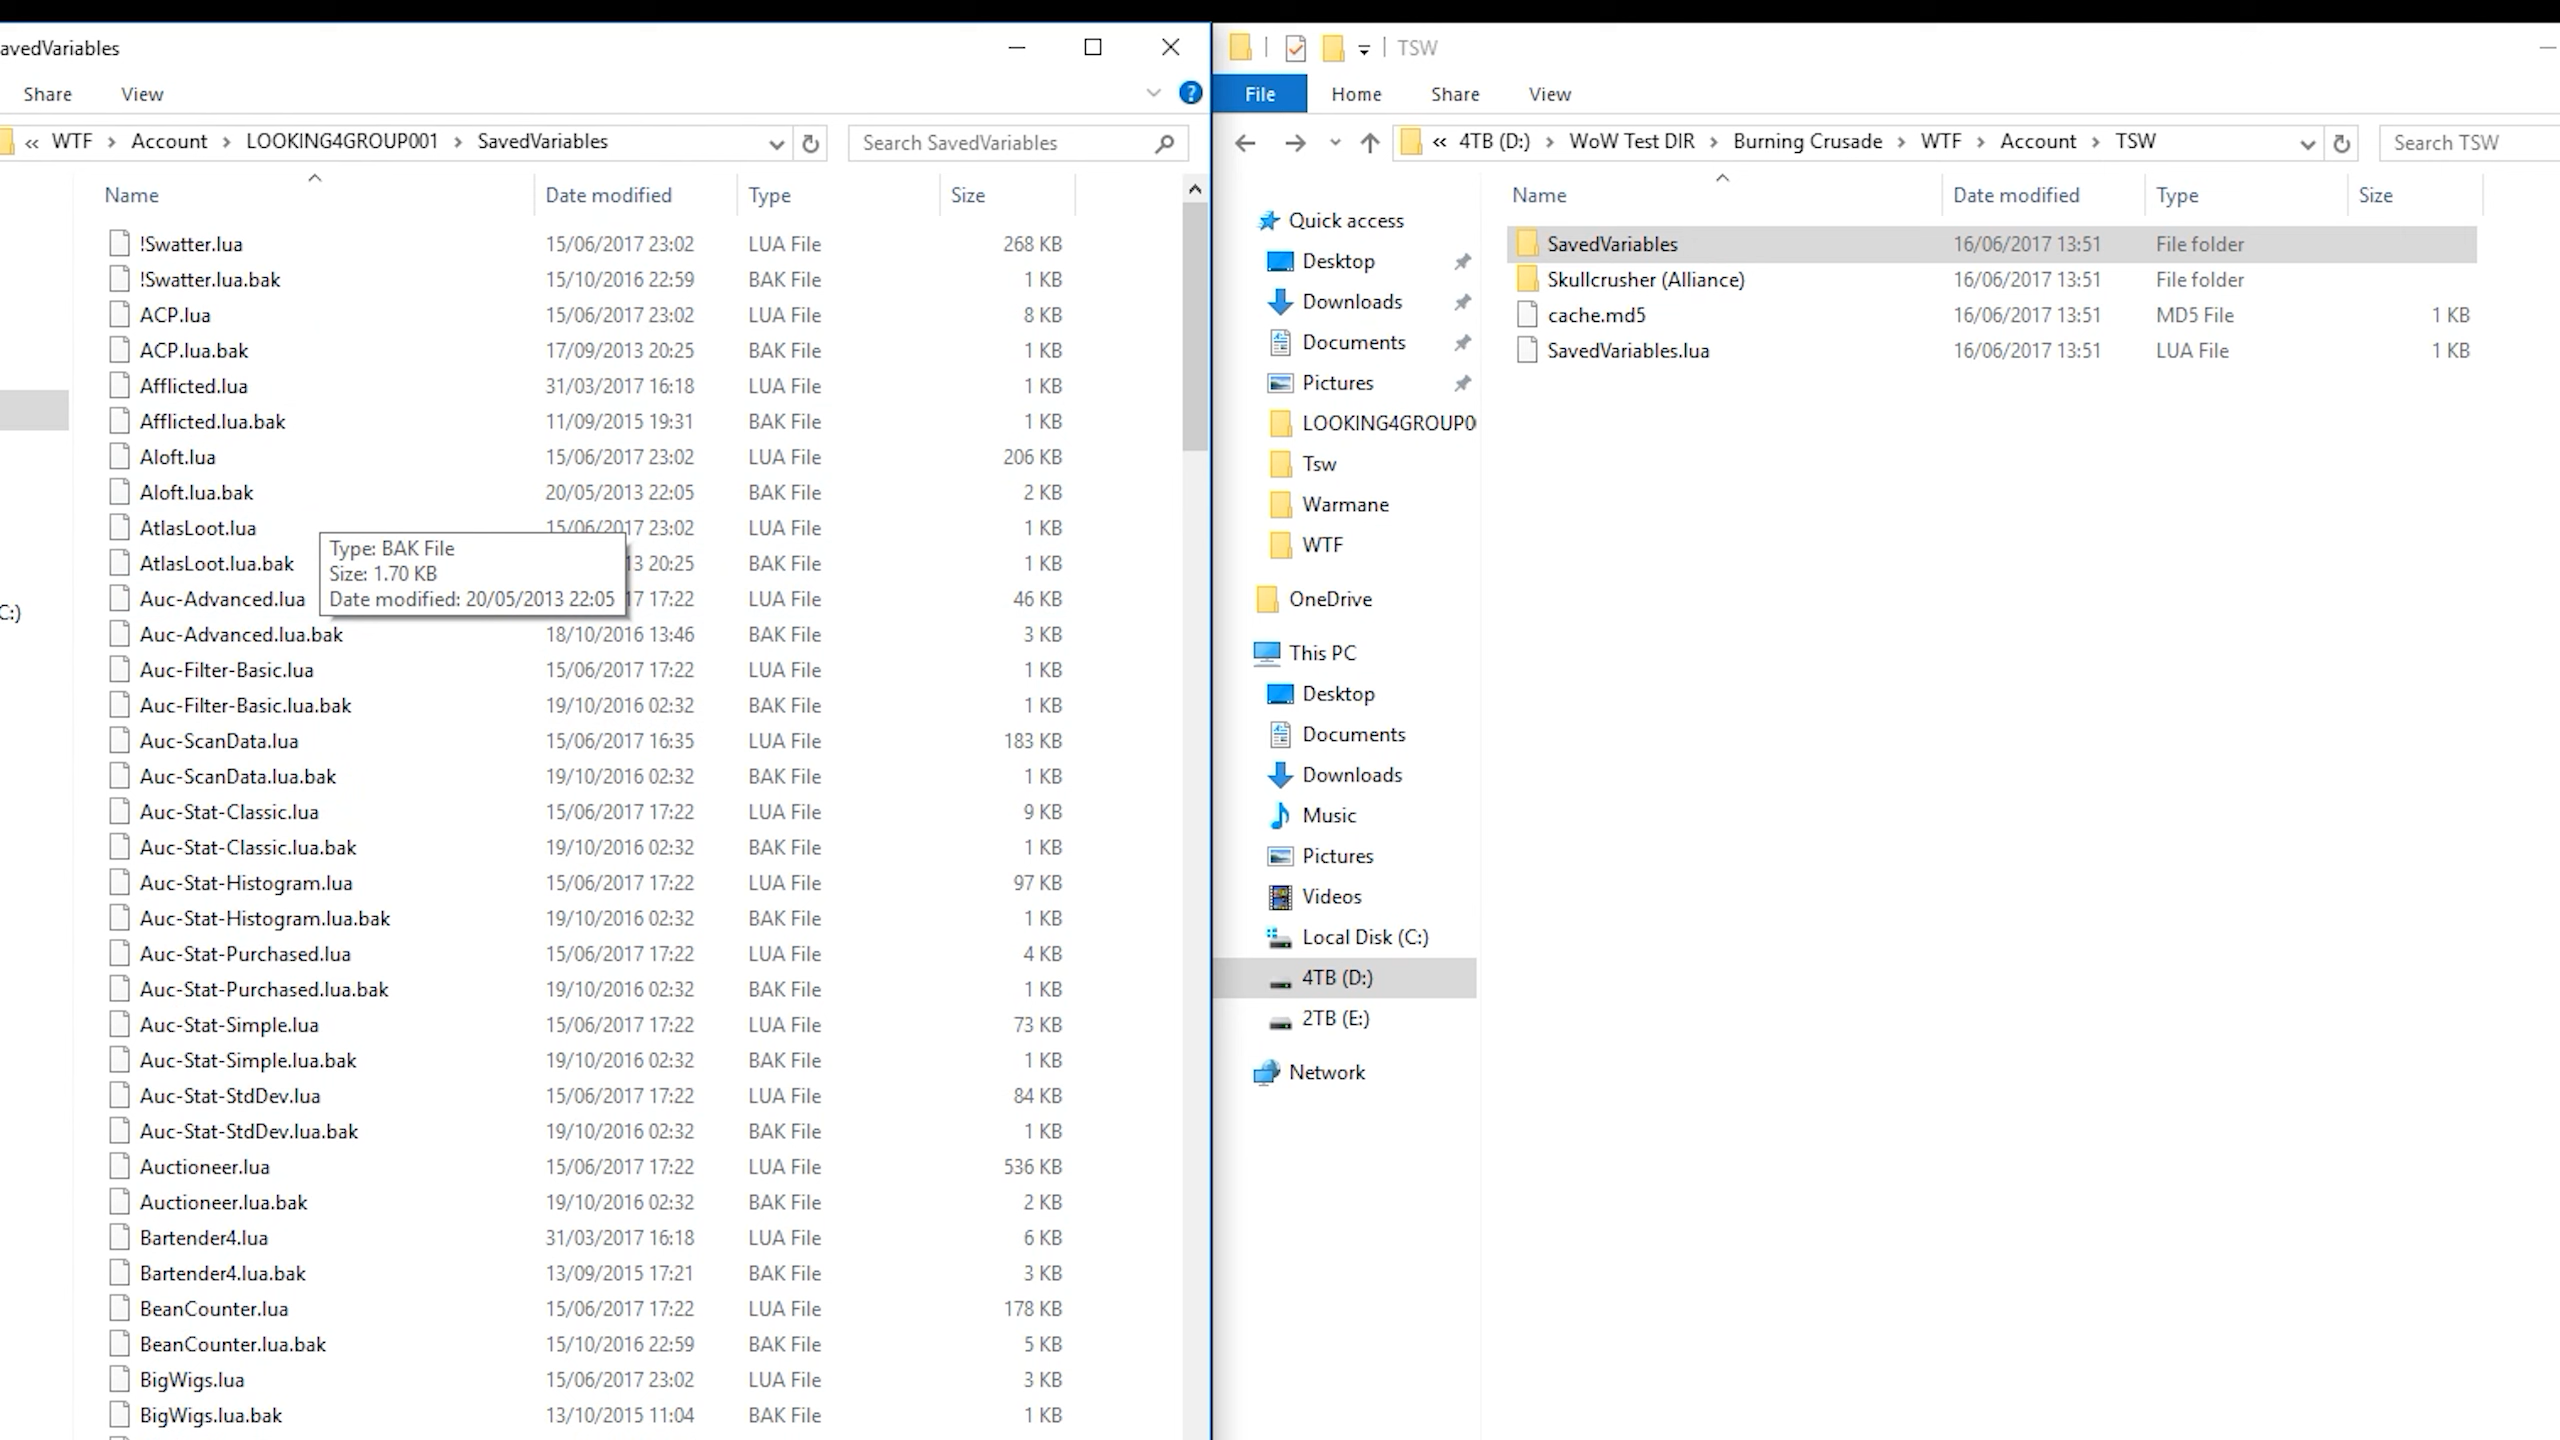 avedVariables
Share View
« WTF > Account > LOOKING4GROUP001 > SavedVariables Search SavedVariables
Name Date modified Type Size
!Swatter.lua 15/06/2017 23:02 LUA File 268 KB
!Swatter.lua.bak 15/10/2016 22:59 BAK File 1 KB
ACP.lua 15/06/2017 23:02 LUA File 8 KB
ACP.lua.bak 17/09/2013 20:25 BAK File 1 KB
Afflicted.lua 31/03/2017 16:18 LUA File 1 KB
Afflicted.lua.bak 11/09/2015 19:31 BAK File 1 KB
Aloft.lua 15/06/2017 23:02 LUA File 206 KB
Aloft.lua.bak 20/05/2013 22:05 BAK File 2 KB
AtlasLoot.lua 15/06/2017 23:02 LUA File 1 KB
AtlasLoot.lua.bak 13 20:25 BAK File 1 KB
Auc-Advanced.lua 17 17:22 LUA File 46 KB
Type: BAK File
Size: 1.70 KB
Date modified: 20/05/2013 22:05
C:)
Auc-Advanced.lua.bak 18/10/2016 13:46 BAK File 3 KB
Auc-Filter-Basic.lua 15/06/2017 17:22 LUA File 1 KB
Auc-Filter-Basic.lua.bak 19/10/2016 02:32 BAK File 1 KB
Auc-ScanData.lua 15/06/2017 16:35 LUA File 183 KB
Auc-ScanData.lua.bak 19/10/2016 02:32 BAK File 1 KB
Auc-Stat-Classic.lua 15/06/2017 17:22 LUA File 9 KB
Auc-Stat-Classic.lua.bak 19/10/2016 02:32 BAK File 1 KB
Auc-Stat-Histogram.lua 15/06/2017 17:22 LUA File 97 KB
Auc-Stat-Histogram.lua.bak 19/10/2016 02:32 BAK File 1 KB
Auc-Stat-Purchased.lua 15/06/2017 17:22 LUA File 4 KB
Auc-Stat-Purchased.lua.bak 19/10/2016 02:32 BAK File 1 KB
Auc-Stat-Simple.lua 15/06/2017 17:22 LUA File 73 KB
Auc-Stat-Simple.lua.bak 19/10/2016 02:32 BAK File 1 KB
Auc-Stat-StdDev.lua 15/06/2017 17:22 LUA File 84 KB
Auc-Stat-StdDev.lua.bak 19/10/2016 02:32 BAK File 1 KB
Auctioneer.lua 15/06/2017 17:22 LUA File 536 KB
Auctioneer.lua.bak 19/10/2016 02:32 BAK File 2 KB
Bartender4.lua 31/03/2017 16:18 LUA File 6 KB
Bartender4.lua.bak 13/09/2015 17:21 BAK File 3 KB
BeanCounter.lua 15/06/2017 17:22 LUA File 178 KB
BeanCounter.lua.bak 15/10/2016 22:59 BAK File 5 KB
BigWigs.lua 15/06/2017 23:02 LUA File 3 KB
BigWigs.lua.bak 13/10/2015 11:04 BAK File 1 KB
TSW
File Home Share View
« 4TB (D:) > WoW Test DIR > Burning Crusade > WTF > Account > TSW Search TSW
Name Date modified Type Size
SavedVariables 16/06/2017 13:51 File folder
Skullcrusher (Alliance) 16/06/2017 13:51 File folder
cache.md5 16/06/2017 13:51 MD5 File 1 KB
SavedVariables.lua 16/06/2017 13:51 LUA File 1 KB
Quick access
Desktop
Downloads
Documents
Pictures
LOOKING4GROUP0
Tsw
Warmane
WTF
OneDrive
This PC
Desktop
Documents
Downloads
Music
Pictures
Videos
Local Disk (C:)
4TB (D:)
2TB (E:)
Network